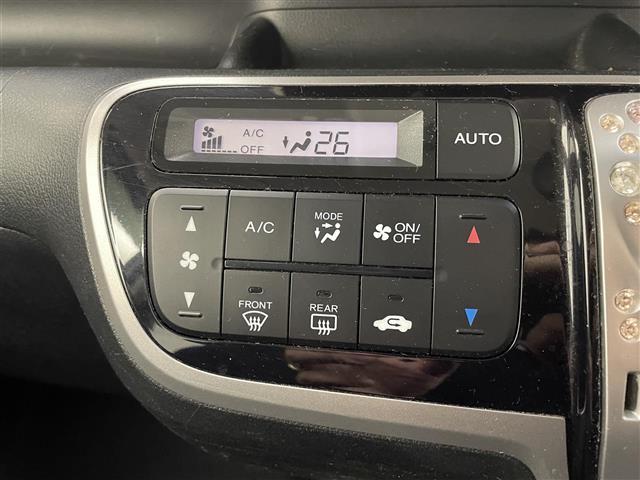 A/C
OFF
26
AUTO
A/C
MODE
ON/
OFF
FRONT
REAR